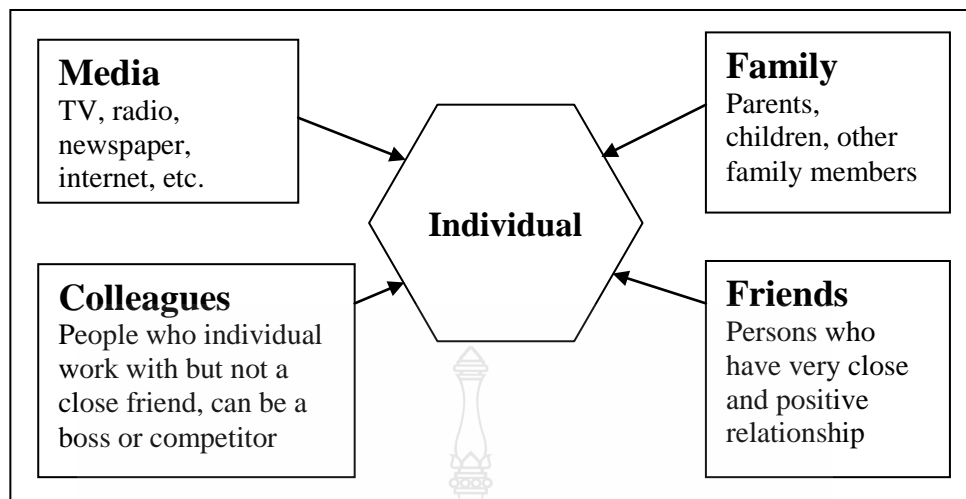 Media
TV, radio,
newspaper,
internet, etc.
Family
Parents,
children, other
family members
Individual
Colleagues
People who individual
work with but not a
close friend, can be a
boss or competitor
Friends
Persons who
have very close
and positive
relationship